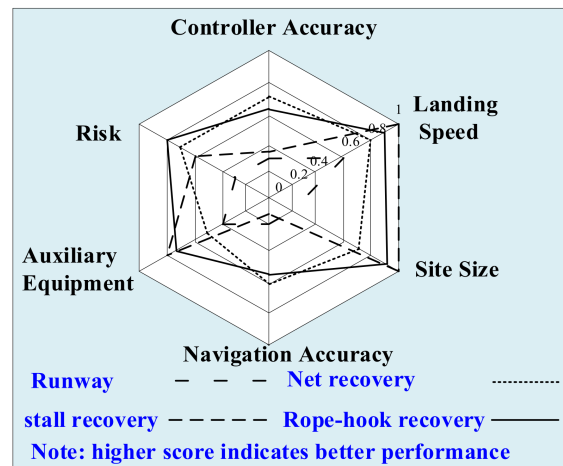 Controller Accuracy
1
Landing
Speed
0.8
0.6
0.4
0.2
0
Risk
Auxiliary
Equipment
Site Size
Navigation Accuracy
Runway
Net recovery
stall recovery
Rope-hook recovery
Note: higher score indicates better performance